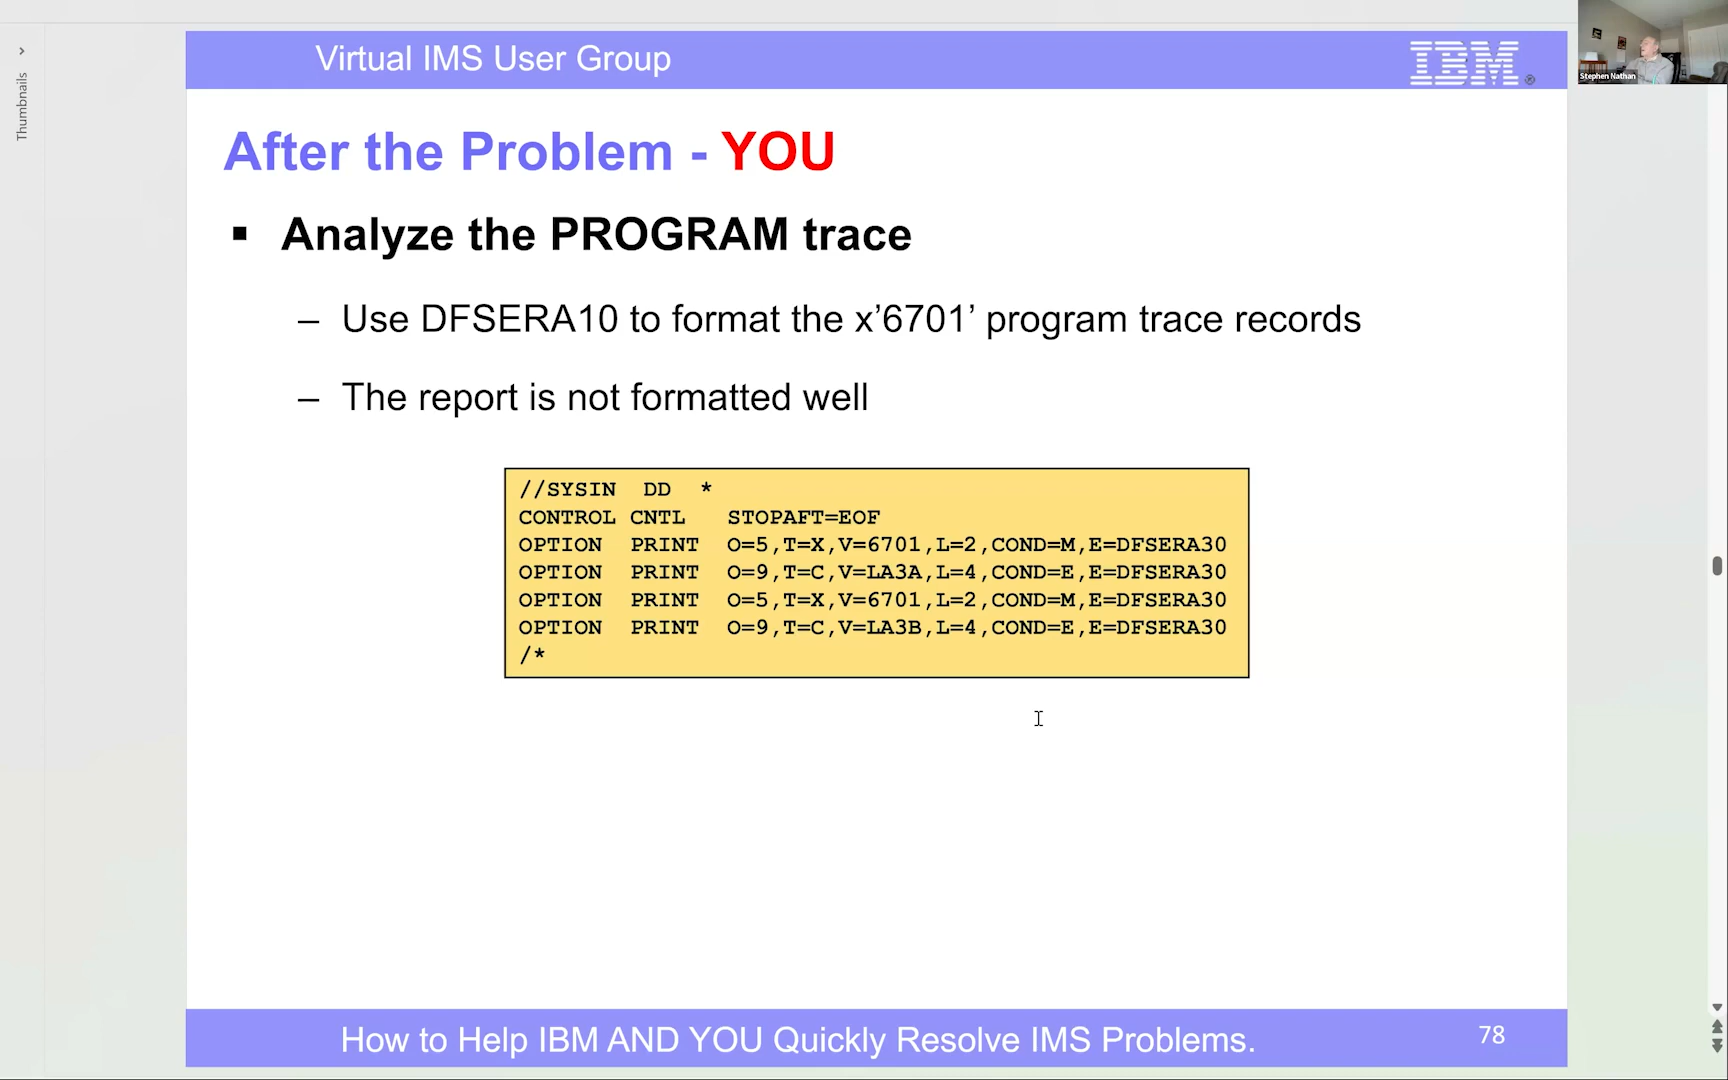 Thumbnails
Virtual IMS User Group
IBM®
Stephen Nathan
After the Problem - YOU
▪ Analyze the PROGRAM trace
– Use DFSERA10 to format the x’6701’ program trace records
– The report is not formatted well
//SYSIN  DD  *
CONTROL CNTL   STOPAFT=EOF
OPTION  PRINT  O=5,T=X,V=6701,L=2,COND=M,E=DFSERA30
OPTION  PRINT  O=9,T=C,V=LA3A,L=4,COND=E,E=DFSERA30
OPTION  PRINT  O=5,T=X,V=6701,L=2,COND=M,E=DFSERA30
OPTION  PRINT  O=9,T=C,V=LA3B,L=4,COND=E,E=DFSERA30
/*
How to Help IBM AND YOU Quickly Resolve IMS Problems.
78